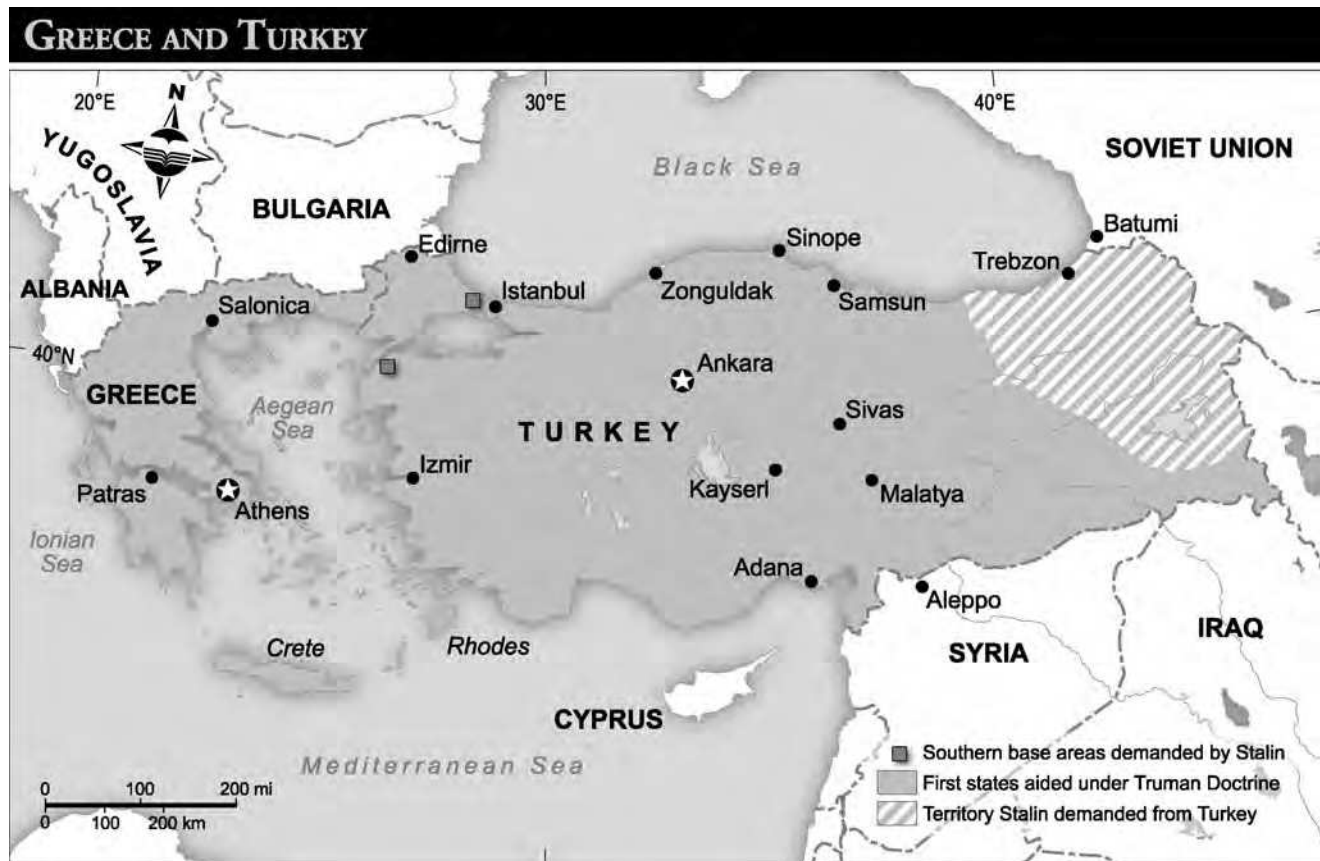 GREECE AND TURKEY
20°E
30°E
40°E
N
YUGOSLAVIA
SOVIET UNION
Black Sea
BULGARIA
Batumi
Edirne
Sinope
Trebzon
ALBANIA
Istanbul
Zonguldak
Samsun
Salonica
40°N
Ankara
GREECE
Aegean
Sea
Sivas
TURKEY
Izmir
Patras
Kayserl
Malatya
Athens
Ionian
Sea
Adana
Aleppo
IRAQ
Crete
Rhodes
SYRIA
CYPRUS
Mediterranean Sea
Southern base areas demanded by Stalin
First states aided under Truman Doctrine
Territory Stalin demanded from Turkey
0 100 200 mi
0 100 200 km